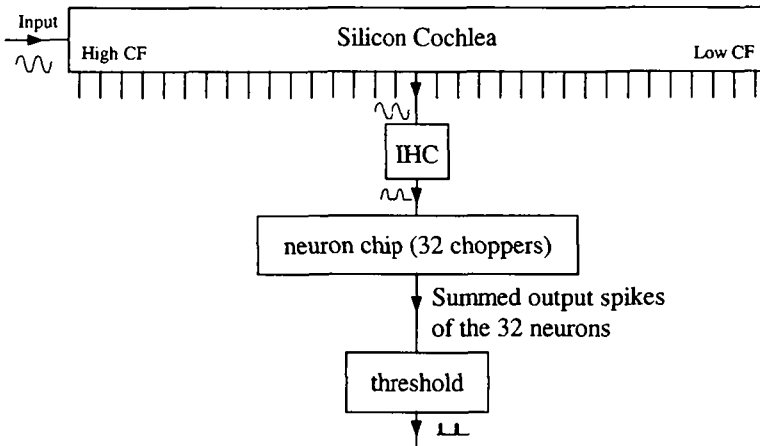 Input
Silicon Cochlea
High CF
Low CF
IHC
neuron chip (32 choppers)
Summed output spikes
of the 32 neurons
threshold